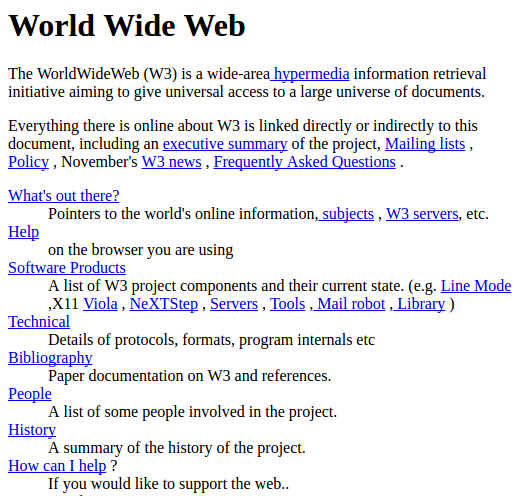 World Wide Web
The WorldWideWeb (W3) is a wide-area hypermedia information retrieval
initiative aiming to give universal access to a large universe of documents.
Everything there is online about W3 is linked directly or indirectly to this
document, including an executive summary of the project, Mailing lists ,
Policy , November's W3 news , Frequently Asked Questions .
What's out there?
Pointers to the world's online information, subjects , W3 servers, etc.
Help
on the browser you are using
Software Products
A list of W3 project components and their current state. (e.g. Line Mode
,X11 Viola , NeXTStep , Servers , Tools , Mail robot , Library )
Technical
Details of protocols, formats, program internals etc
Bibliography
Paper documentation on W3 and references.
People
A list of some people involved in the project.
History
A summary of the history of the project.
How can I help ?
If you would like to support the web..